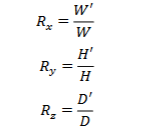 R_x = W' / W
R_y = H' / H
R_z = D' / D